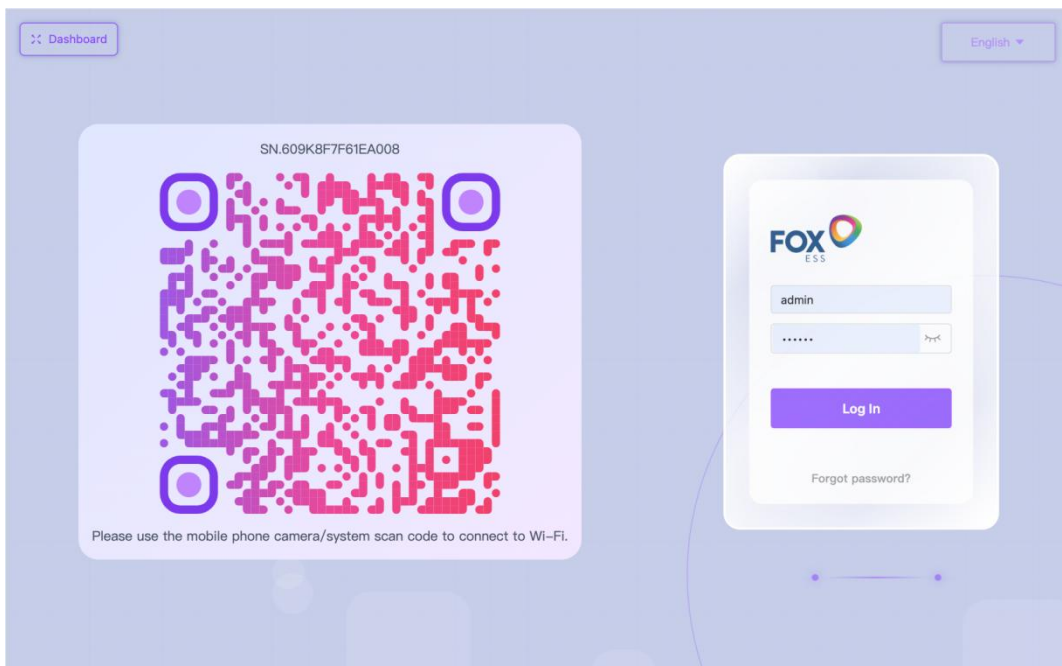 Dashboard
English
SN.609K8F7F61EA008
Please use the mobile phone camera/system scan code to connect to Wi-Fi.
FOX
ESS
admin
••••••
Log In
Forgot password?